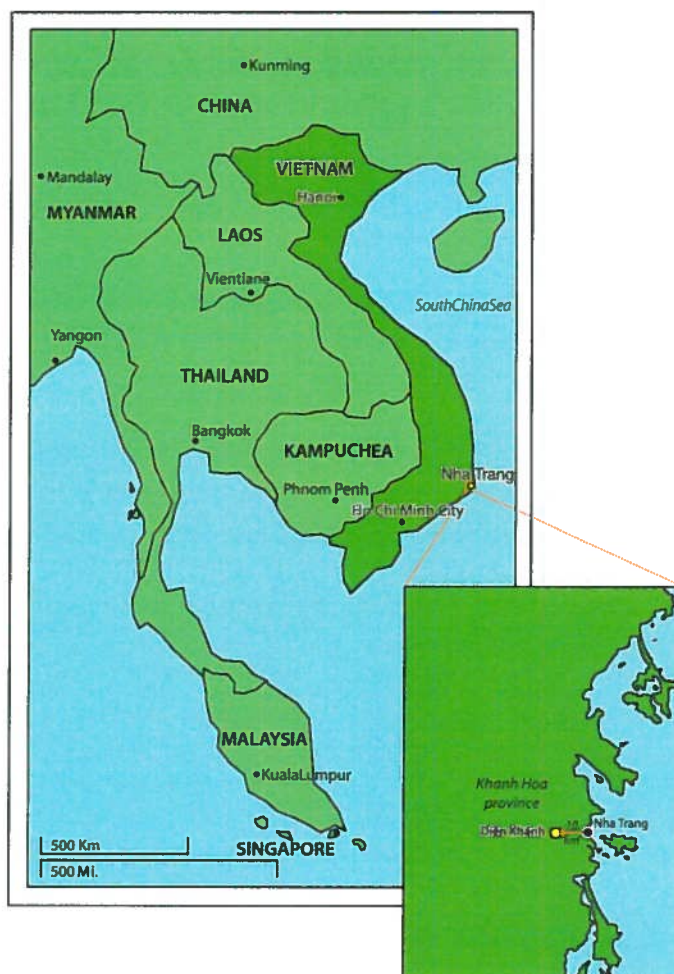 Kunming
CHINA
VIETNAM
Mandalay
Hanoi
MYANMAR
LAOS
Vientiane
SouthChinaSea
Yangon
THAILAND
Bangkok
KAMPUCHEA
Nha Trang
Phnom Penh
Ho Chi Minh City
MALAYSIA
KualaLumpur
Khanh Hoa
province
Nha Trang
Diên Khánh
km
500 Km
SINGAPORE
500 Mi.